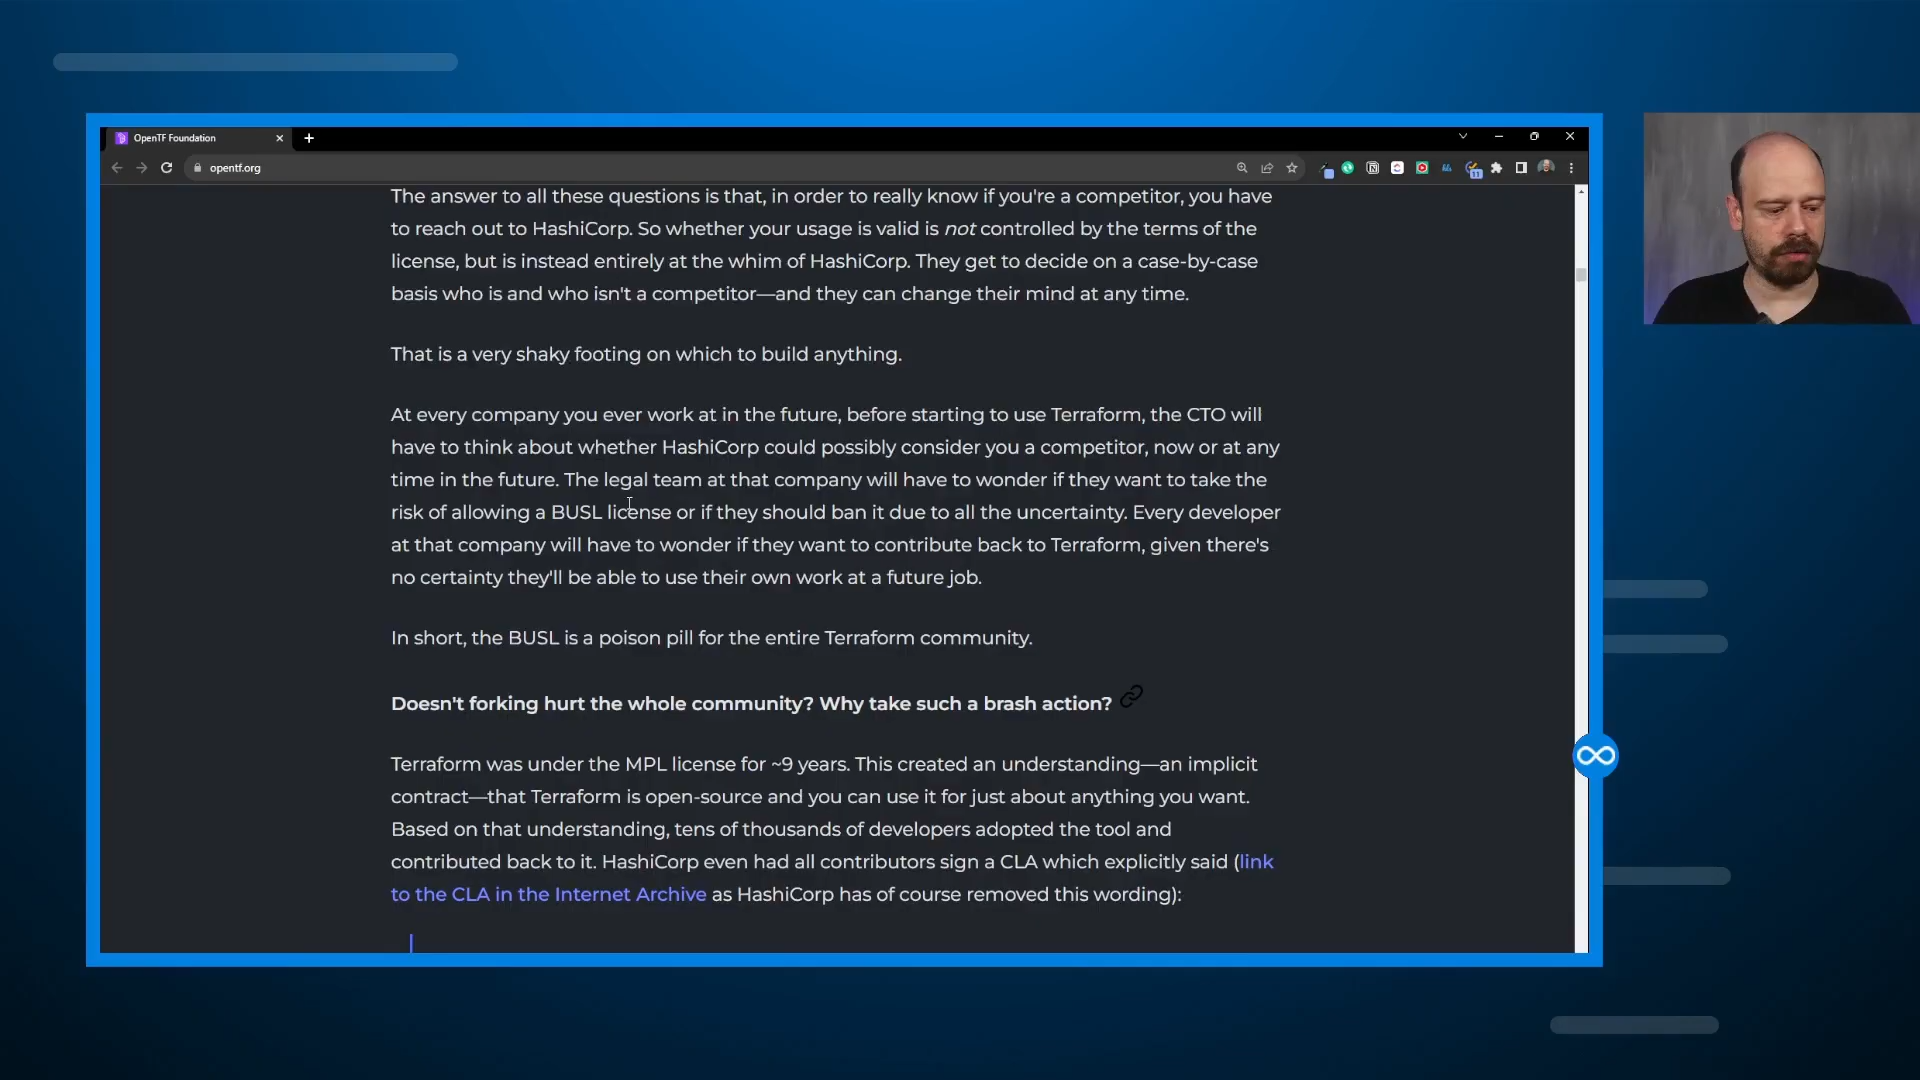 OpenTF Foundation
opentf.org
11
The answer to all these questions is that, in order to really know if you're a competitor, you have
to reach out to HashiCorp. So whether your usage is valid is not controlled by the terms of the
license, but is instead entirely at the whim of HashiCorp. They get to decide on a case-by-case
basis who is and who isn't a competitor—and they can change their mind at any time.
That is a very shaky footing on which to build anything.
At every company you ever work at in the future, before starting to use Terraform, the CTO will
have to think about whether HashiCorp could possibly consider you a competitor, now or at any
time in the future. The legal team at that company will have to wonder if they want to take the
risk of allowing a BUSL license or if they should ban it due to all the uncertainty. Every developer
at that company will have to wonder if they want to contribute back to Terraform, given there's
no certainty they'll be able to use their own work at a future job.
In short, the BUSL is a poison pill for the entire Terraform community.
Doesn't forking hurt the whole community? Why take such a brash action?
Terraform was under the MPL license for ~9 years. This created an understanding—an implicit
contract—that Terraform is open-source and you can use it for just about anything you want.
Based on that understanding, tens of thousands of developers adopted the tool and
contributed back to it. HashiCorp even had all contributors sign a CLA which explicitly said (link
to the CLA in the Internet Archive as HashiCorp has of course removed this wording):